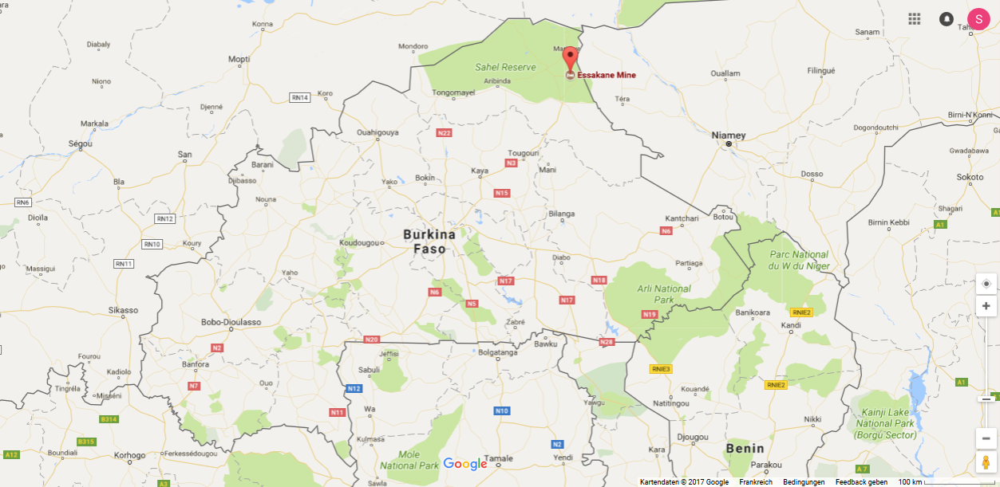 Konna
Sanam
S
Diabaly
Mondoro
Mopti
Sahel Reserve
Essakane Mine
Ouallam
Filingué
Niono
Aribinda
Tongomayel
Koro
RN14
Téra
Djenné
Markala
Birni-N'Konni
Dogondoutchi
Ouahigouya
N22
Niamey
Ségou
San
Tougouri
Gwadabawa
N3
Barani
Kaya
Mani
Djibasso
Bokin
Yako
Dosso
Sokoto
Bla
N15
Nouna
RN6
Bilanga
Kantchari
Botou
Shagari
Dioïla
RN12
Birnin Kebbi
A1
N6
Burkina
Faso
Koudougou
RN10
Koury
Parc National
du W du Niger
Diabo
Partiaga
RN11
Massigui
Yaho
N17
N18
Arli National
Park
N6
N5
N17
Sikasso
N19
Banikoara
RNIE2
Bobo-Dioulasso
Zabré
Kandi
N20
N28
Bawku
N2
Jeffisi
Bolgatanga
Fourou
Banfora
Sabuli
RNIE3
Kadiolo
Tingréla
N7
Ouo
N12
RNIE2
A1
Kouandé
Misséni
Yawgu
Natitingou
Wa
N11
N10
Kainji Lake
National Park
(Borgu Sector)
B314
Nikki
Kulmasa
Djougou
B315
N2
Kara
Benin
A12
Boundiali
Korhogo
Ferkessédougou
Mole
National Park
Google
Tamale
Yendi
Parakou
A7
A3
Sawla
Kartendaten © 2017 Google
Frankreich
Bedingungen
Feedback geben
100 km